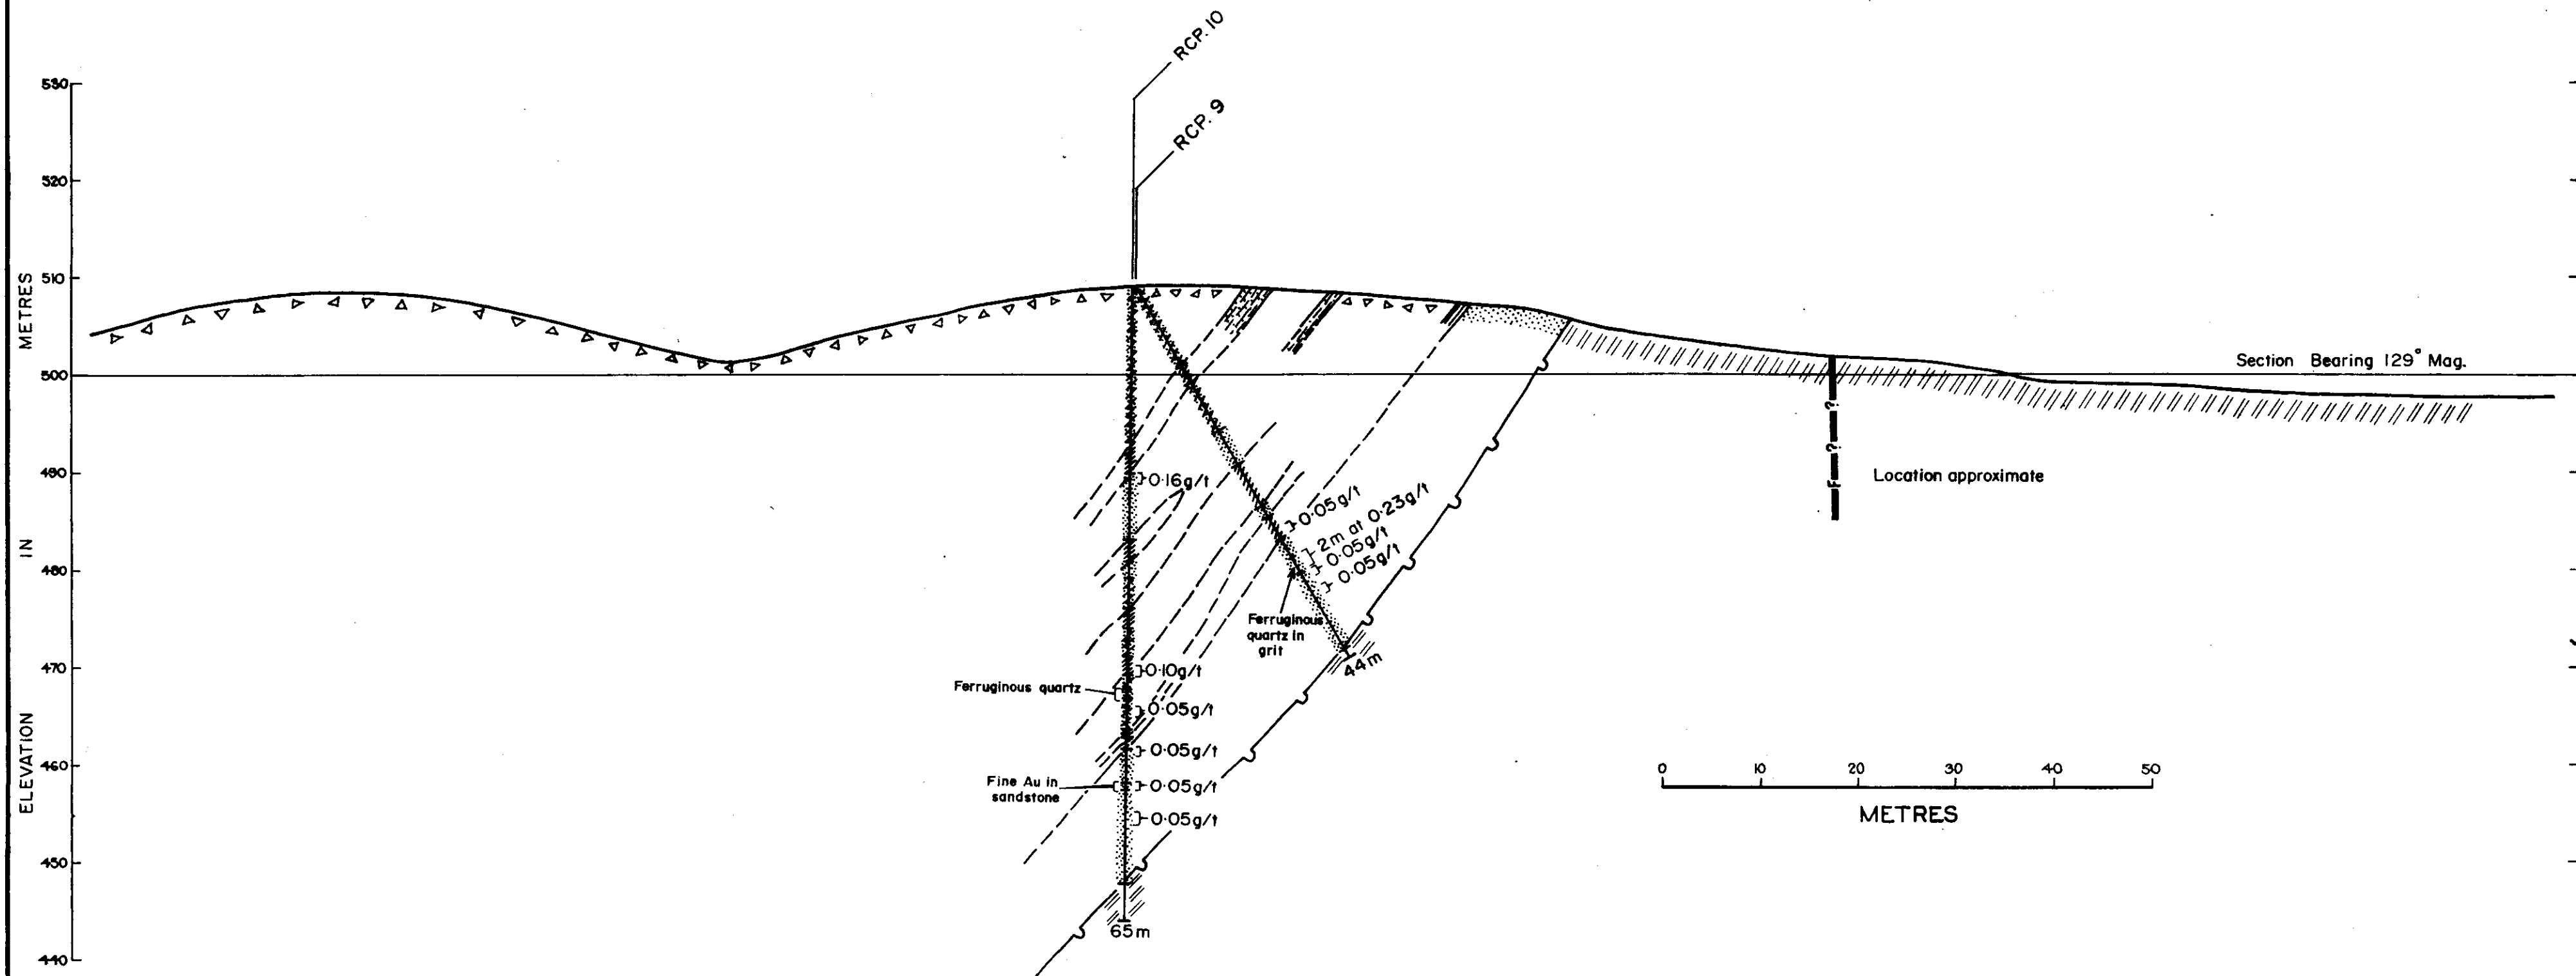 RCP. 10
RCP. 9
530
520
510
500
490
480
470
460
450
440
ELEVATION IN METRES
Section Bearing 129° Mag.
F—?—?
Location approximate
0·16g/t
0·05g/t
2m at 0·23g/t
0·05g/t
0·05g/t
Ferruginous
quartz in
grit
44m
0·10g/t
Ferruginous quartz
0·05g/t
0·05g/t
Fine Au in
sandstone
0·05g/t
0·05g/t
65m
0 10 20 30 40 50
METRES